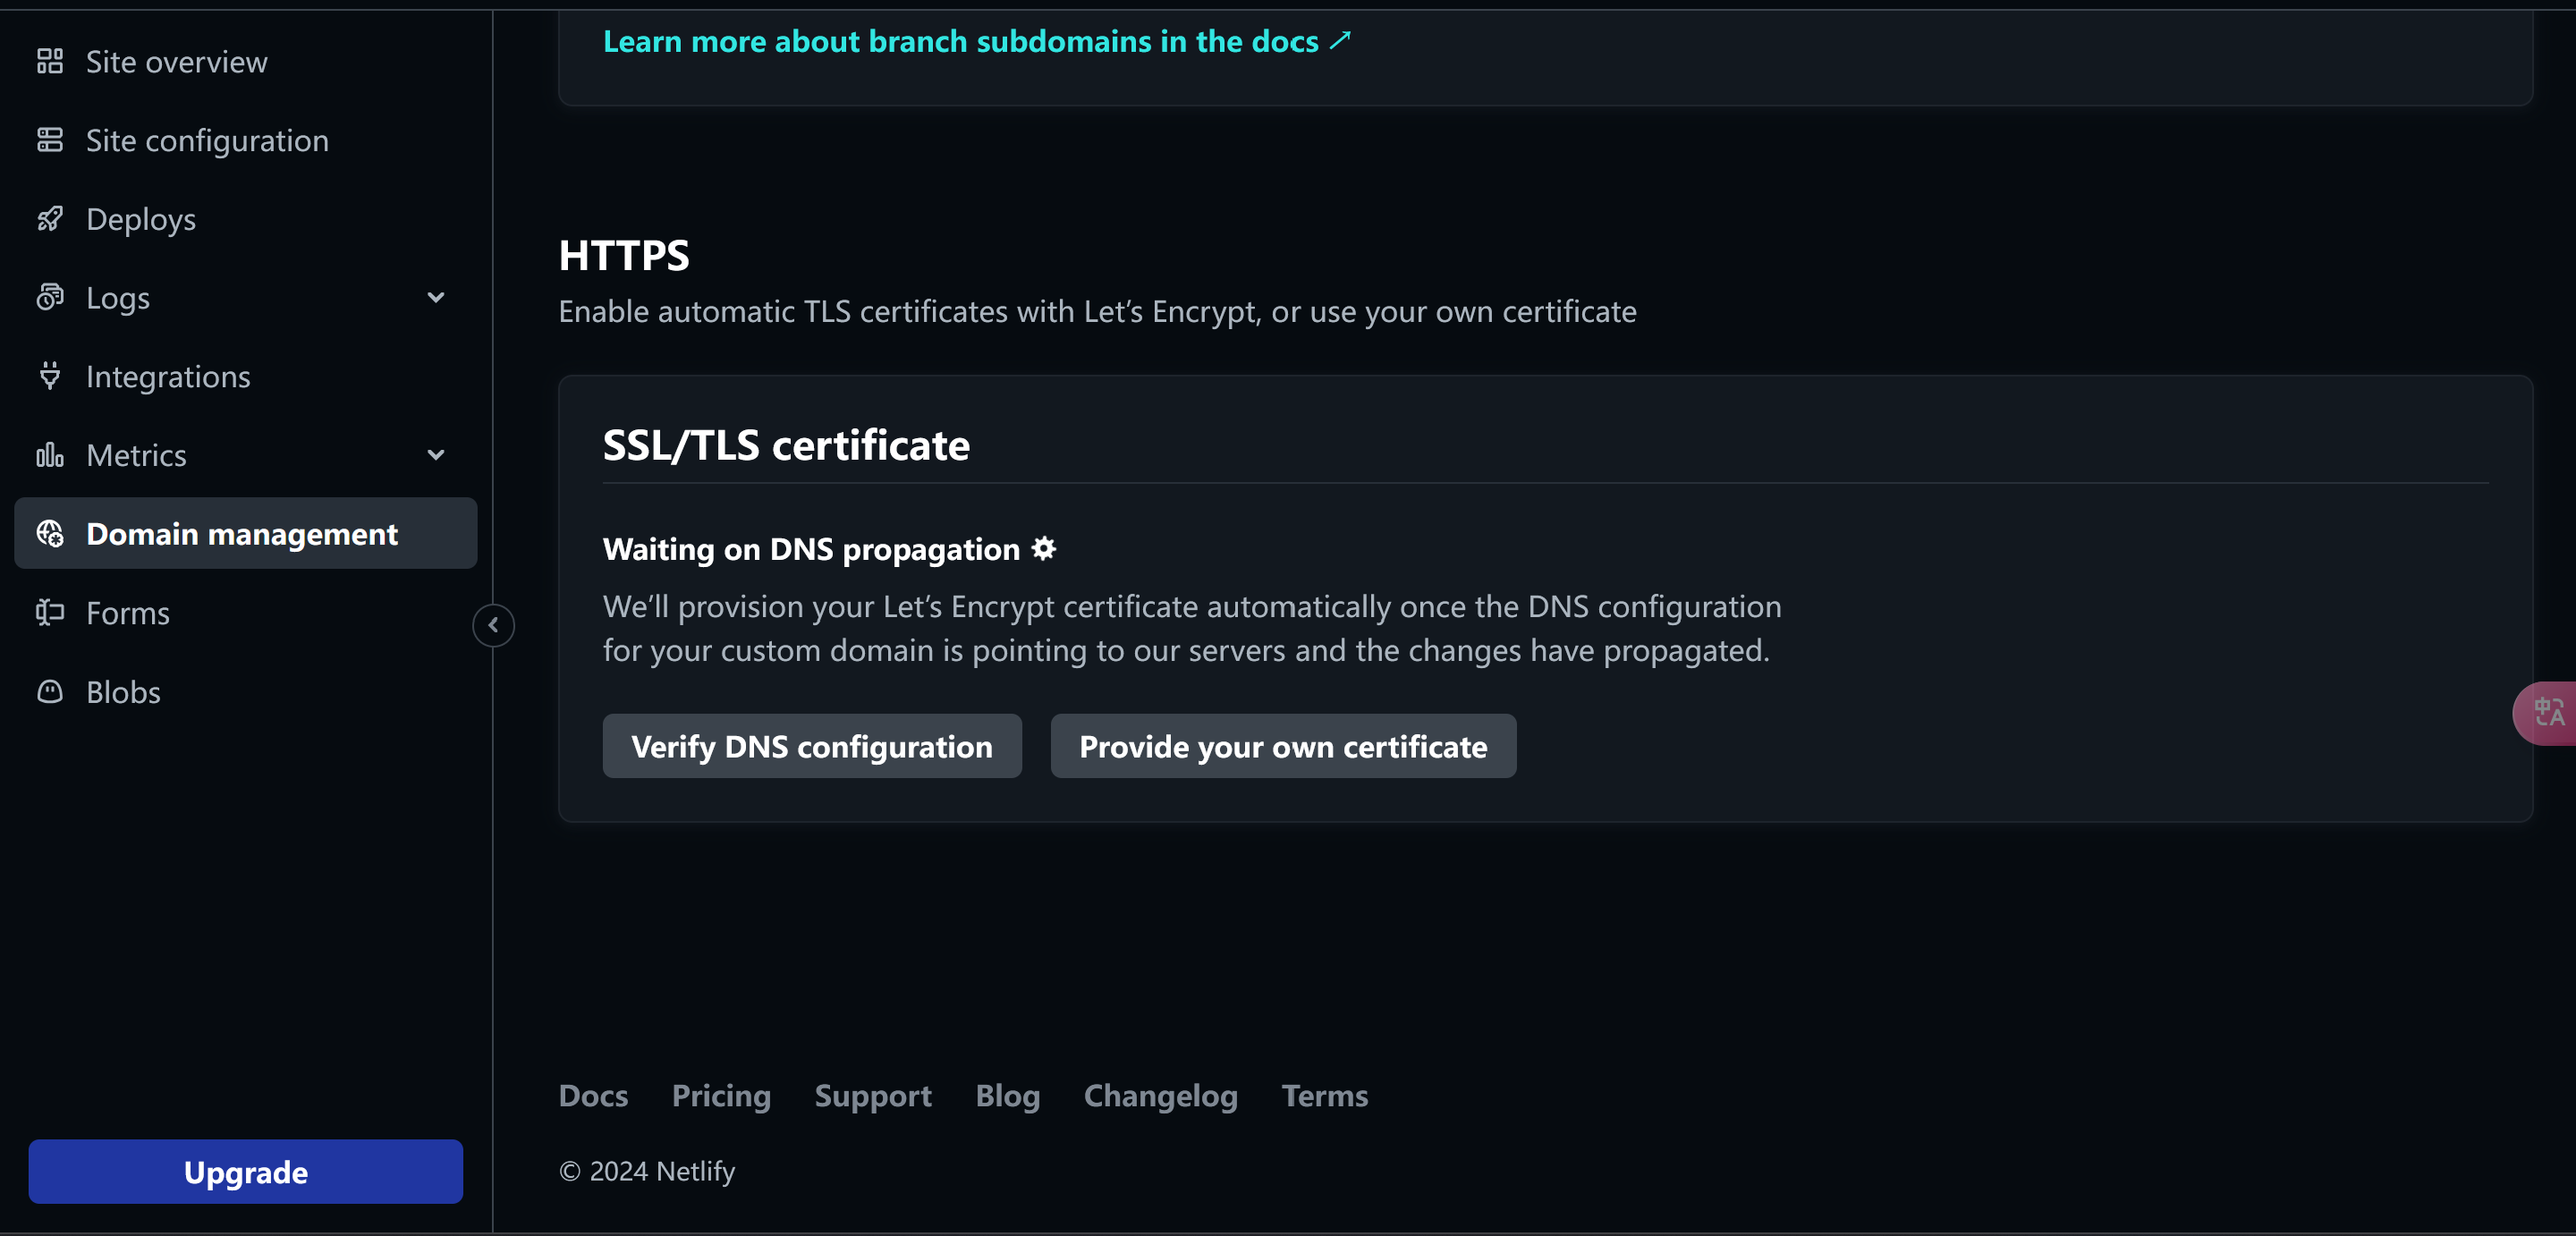 Site overview
Site configuration
Deploys
Logs
Integrations
Metrics
Domain management
Forms
Blobs
Upgrade
Learn more about branch subdomains in the docs ↗
HTTPS
Enable automatic TLS certificates with Let’s Encrypt, or use your own certificate
SSL/TLS certificate
Waiting on DNS propagation
We’ll provision your Let’s Encrypt certificate automatically once the DNS configuration
for your custom domain is pointing to our servers and the changes have propagated.
Verify DNS configuration
Provide your own certificate
Docs Pricing Support Blog Changelog Terms
© 2024 Netlify
中A